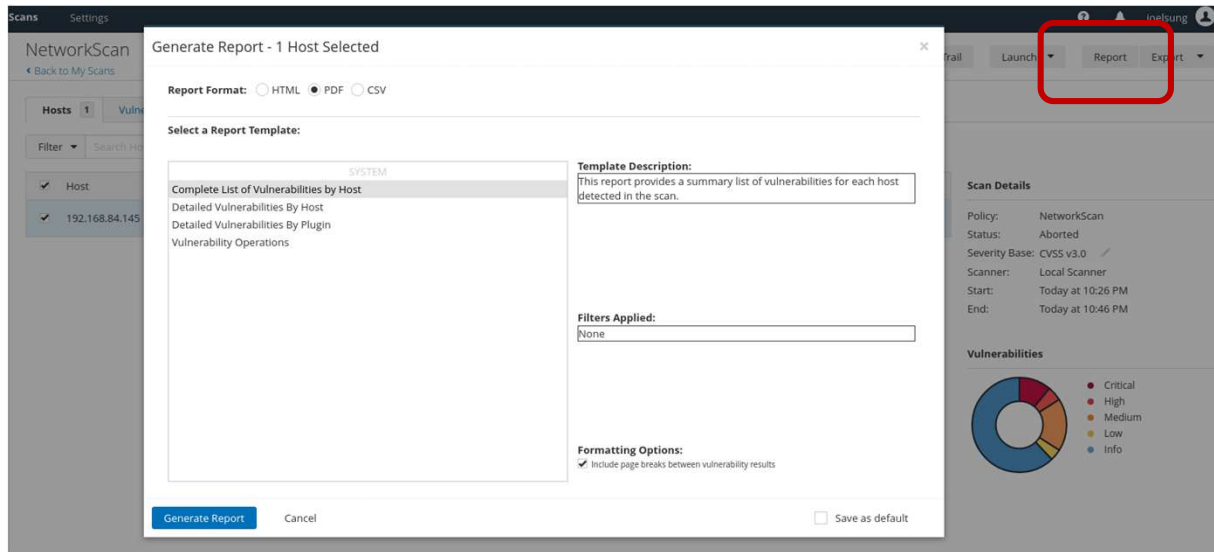 Scans Settings joelsung
NetworkScan
Back to My Scans
Trail Launch Report Export
Hosts 1
Filter
Host
192.168.84.145
Generate Report - 1 Host Selected ×
Report Format: HTML PDF CSV
Select a Report Template:
SYSTEM
Complete List of Vulnerabilities by Host
Detailed Vulnerabilities By Host
Detailed Vulnerabilities By Plugin
Vulnerability Operations
Template Description:
This report provides a summary list of vulnerabilities for each host
detected in the scan.
Filters Applied:
None
Formatting Options:
Include page breaks between vulnerability results
Generate Report Cancel Save as default
Scan Details
Policy: NetworkScan
Status: Aborted
Severity Base: CVSS v3.0
Scanner: Local Scanner
Start: Today at 10:26 PM
End: Today at 10:46 PM
Vulnerabilities
Critical
High
Medium
Low
Info